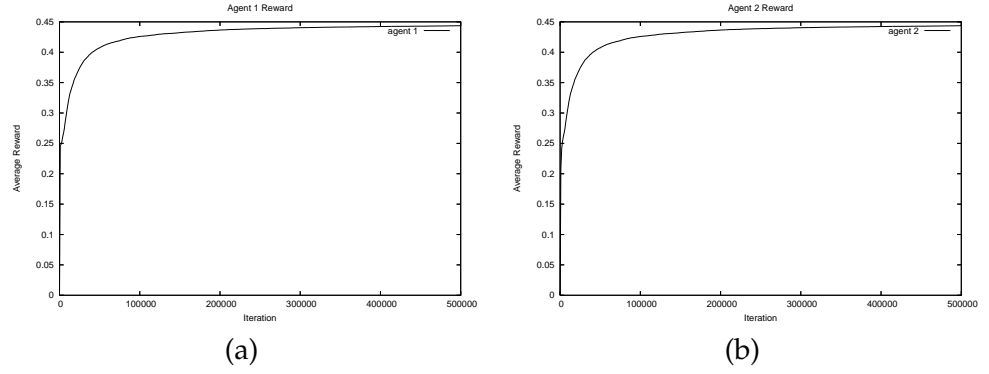 Agent 1 Reward
0.45
0.4
0.35
0.3
0.25
0.2
0.15
0.1
0.05
0
Average Reward
agent 1
0 100000 200000 300000 400000 500000
Iteration
(a)
Agent 2 Reward
0.45
0.4
0.35
0.3
0.25
0.2
0.15
0.1
0.05
0
Average Reward
agent 2
0 100000 200000 300000 400000 500000
Iteration
(b)